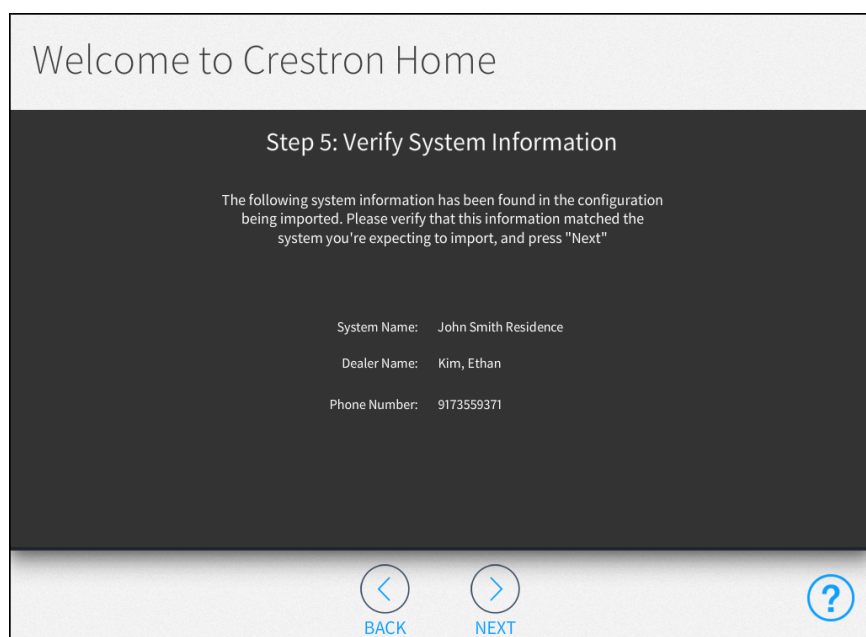 Welcome to Crestron Home
Step 5: Verify System Information
The following system information has been found in the configuration
being imported. Please verify that this information matched the
system you're expecting to import, and press "Next"
System Name: John Smith Residence
Dealer Name: Kim, Ethan
Phone Number: 9173559371
BACK NEXT ?